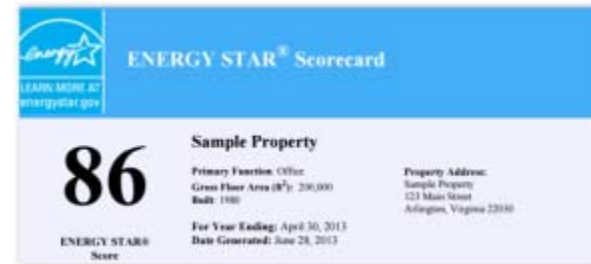 energy
LEARN MORE AT
energystar.gov
ENERGY STAR® Scorecard
86
ENERGY STAR®
Score
Sample Property
Primary Function: Office
Gross Floor Area (ft²): 200,000
Built: 1980
For Year Ending: April 30, 2013
Date Generated: June 28, 2013
Property Address:
Sample Property
123 Main Street
Arlington, Virginia 22030